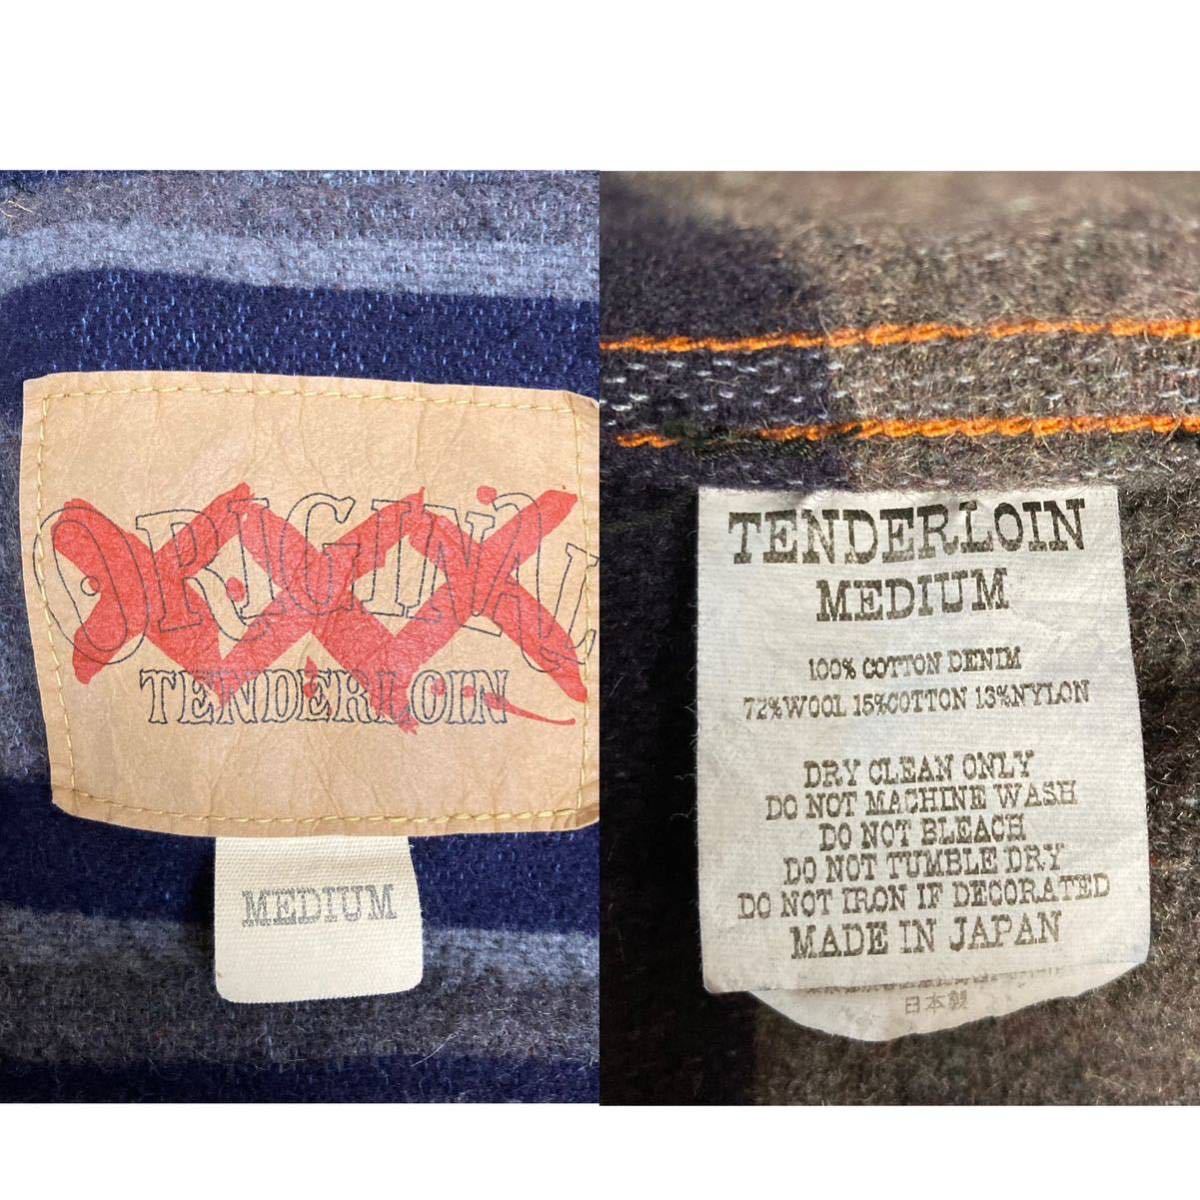 ORIGINAL
TENDERLOIN
MEDIUM
TENDERLOIN
MEDIUM
100% COTTON DENIM
72%WOOL 15%COTTON 13%NYLON
DRY CLEAN ONLY
DO NOT MACHINE WASH
DO NOT BLEACH
DO NOT TUMBLE DRY
DO NOT IRON IF DECORATED
MADE IN JAPAN
日本製